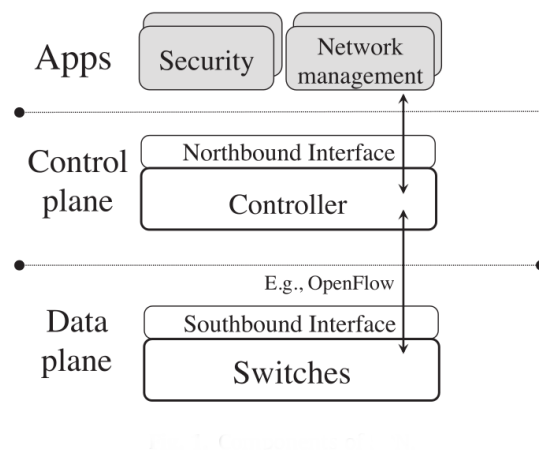 Apps
Security
Network
management
Control
plane
Northbound Interface
Controller
E.g., OpenFlow
Data
plane
Southbound Interface
Switches